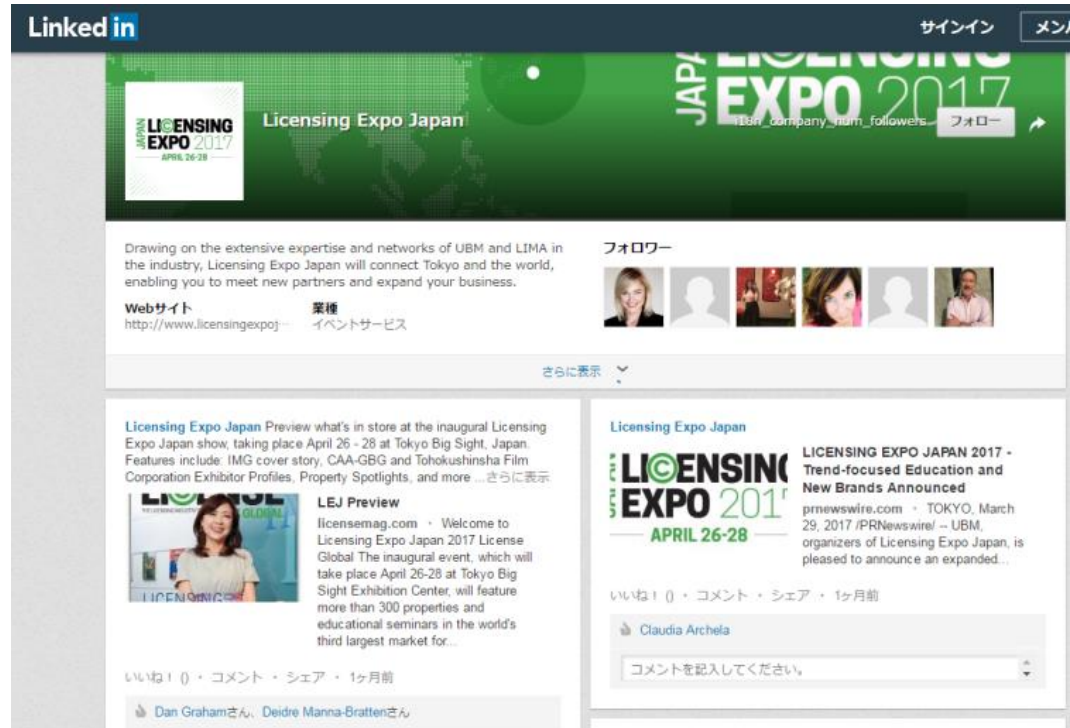 Linked in
サインイン
メン
JAPAN
LICENSING
EXPO 2017
JAPAN
LICENSING
EXPO 2017
APRIL 26-28
Licensing Expo Japan
i18n_company_num_followers
フォロー
Drawing on the extensive expertise and networks of UBM and LIMA in
the industry, Licensing Expo Japan will connect Tokyo and the world,
enabling you to meet new partners and expand your business.
Webサイト
http://www.licensingexpoj…
業種
イベントサービス
フォロワー
さらに表示
Licensing Expo Japan Preview what's in store at the inaugural Licensing
Expo Japan show, taking place April 26 - 28 at Tokyo Big Sight, Japan.
Features include: IMG cover story, CAA-GBG and Tohokushinsha Film
Corporation Exhibitor Profiles, Property Spotlights, and more ...さらに表示
GLOBAL
LICENSING
LEJ Preview
licensemag.com · Welcome to
Licensing Expo Japan 2017 License
Global The inaugural event, which will
take place April 26-28 at Tokyo Big
Sight Exhibition Center, will feature
more than 300 properties and
educational seminars in the world's
third largest market for...
いいね！ () · コメント · シェア · 1ヶ月前
Dan Grahamさん、Deidre Manna-Brattenさん
Licensing Expo Japan
JAPAN
LICENSING
EXPO 2017
APRIL 26-28
LICENSING EXPO JAPAN 2017 -
Trend-focused Education and
New Brands Announced
prnewswire.com · TOKYO, March
29, 2017 /PRNewswire/ -- UBM,
organizers of Licensing Expo Japan, is
pleased to announce an expanded...
いいね！ () · コメント · シェア · 1ヶ月前
Claudia Archela
コメントを記入してください。